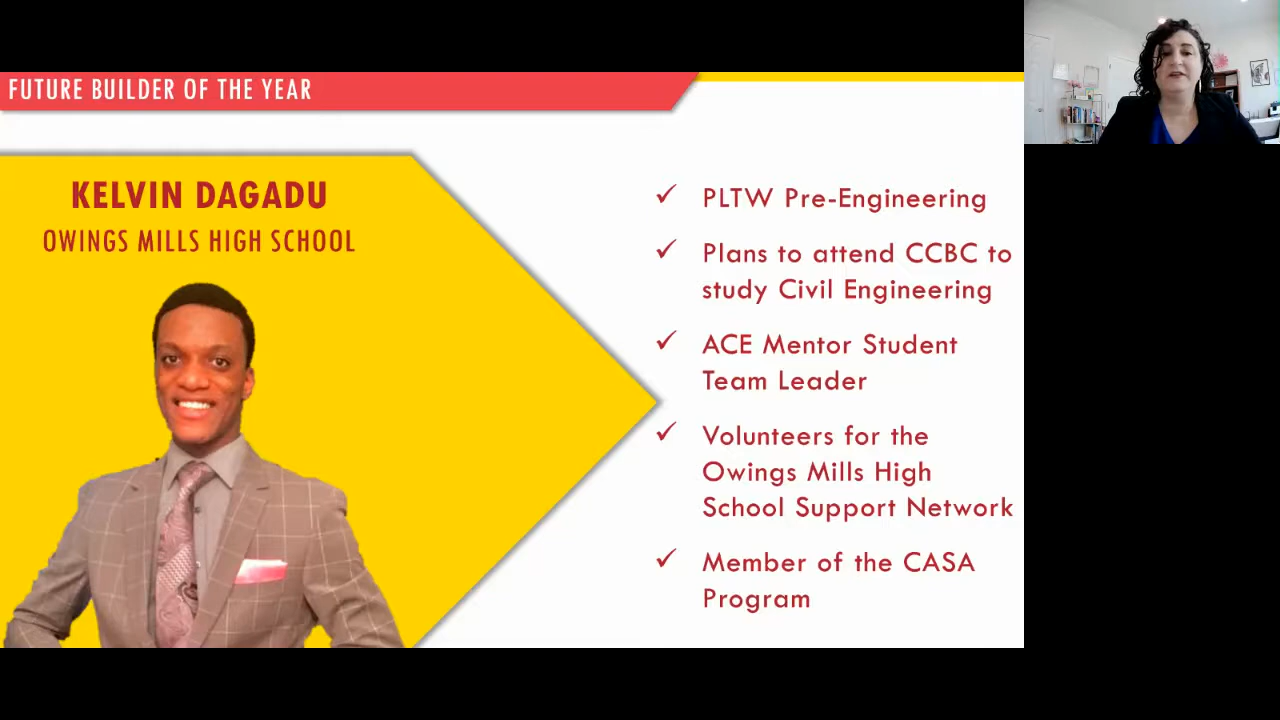 FUTURE BUILDER OF THE YEAR
KELVIN DAGADU
OWINGS MILLS HIGH SCHOOL
✓ PLTW Pre-Engineering
✓ Plans to attend CCBC to
study Civil Engineering
✓ ACE Mentor Student
Team Leader
✓ Volunteers for the
Owings Mills High
School Support Network
✓ Member of the CASA
Program